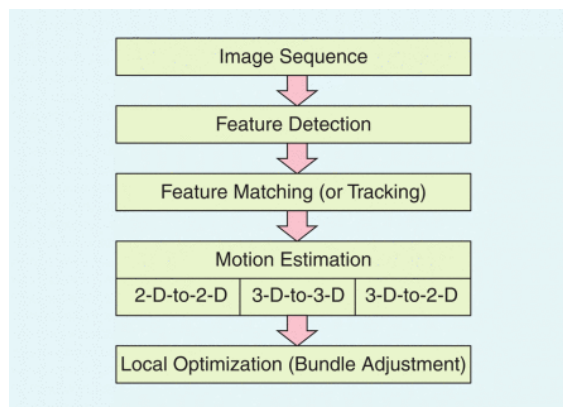 Image Sequence
Feature Detection
Feature Matching (or Tracking)
Motion Estimation
2-D-to-2-D 3-D-to-3-D 3-D-to-2-D
Local Optimization (Bundle Adjustment)